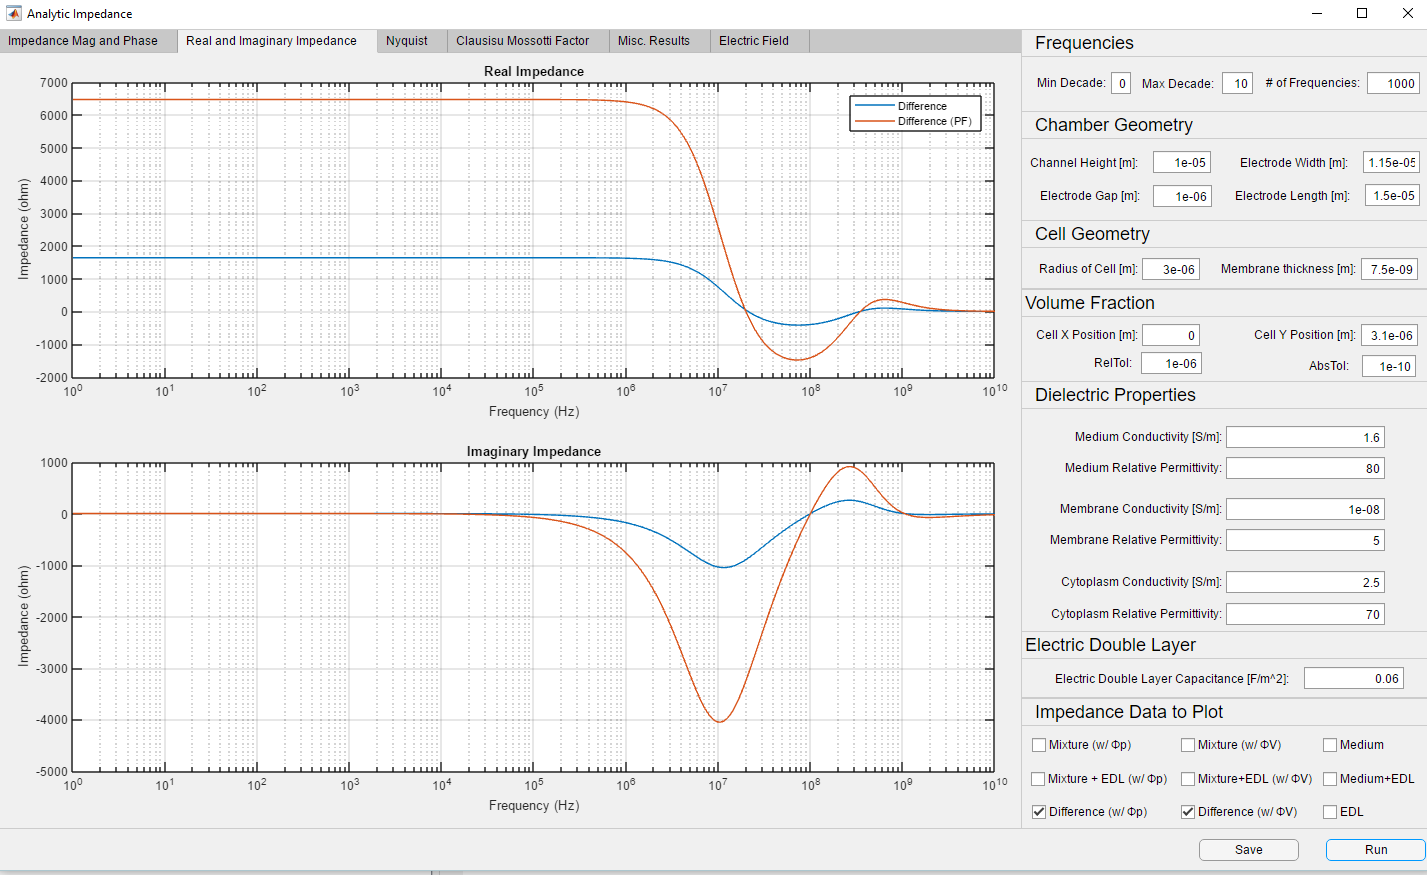 Analytic Impedance
Impedance Mag and Phase Real and Imaginary Impedance Nyquist Clausisu Mossotti Factor Misc. Results Electric Field
Real Impedance
7000
6000
5000
4000
3000
2000
1000
0
-1000
-2000
Impedance (ohm)
Difference
Difference (PF)
10^0 10^1 10^2 10^3 10^4 10^5 10^6 10^7 10^8 10^9 10^10
Frequency (Hz)
Imaginary Impedance
1000
0
-1000
-2000
-3000
-4000
-5000
Impedance (ohm)
10^0 10^1 10^2 10^3 10^4 10^5 10^6 10^7 10^8 10^9 10^10
Frequency (Hz)
Frequencies
Min Decade: 0 Max Decade: 10 # of Frequencies: 1000
Chamber Geometry
Channel Height [m]: 1e-05 Electrode Width [m]: 1.15e-05
Electrode Gap [m]: 1e-06 Electrode Length [m]: 1.5e-05
Cell Geometry
Radius of Cell [m]: 3e-06 Membrane thickness [m]: 7.5e-09
Volume Fraction
Cell X Position [m]: 0 Cell Y Position [m]: 3.1e-06
RelTol: 1e-06 AbsTol: 1e-10
Dielectric Properties
Medium Conductivity [S/m]: 1.6
Medium Relative Permittivity: 80
Membrane Conductivity [S/m]: 1e-08
Membrane Relative Permittivity: 5
Cytoplasm Conductivity [S/m]: 2.5
Cytoplasm Relative Permittivity: 70
Electric Double Layer
Electric Double Layer Capacitance [F/m^2]: 0.06
Impedance Data to Plot
Mixture (w/ Φp) Mixture (w/ ΦV) Medium
Mixture + EDL (w/ Φp) Mixture+EDL (w/ ΦV) Medium+EDL
Difference (w/ Φp) Difference (w/ ΦV) EDL
Save Run